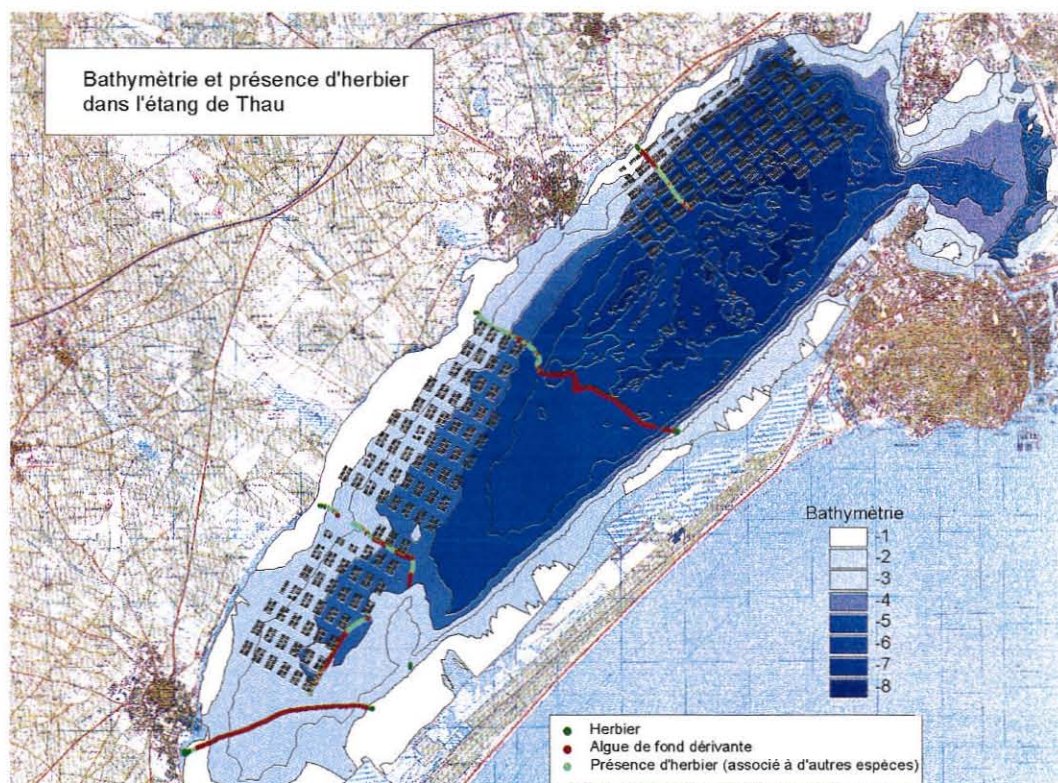 Bathymètrie et présence d'herbier
dans l'étang de Thau
Bathymètrie
-1
-2
-3
-4
-5
-6
-7
-8
Herbier
Algue de fond dérivante
Présence d'herbier (associé à d'autres espèces)